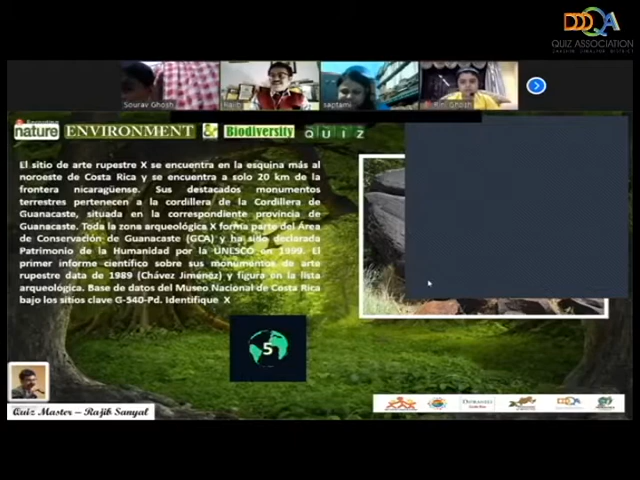 DDQA
QUIZ ASSOCIATION
Sourav Ghosh
Rajib
saptami
Rini Ghosh
Recording
nature ENVIRONMENT & Biodiversity QUIZ
El sitio de arte rupestre X se encuentra en la esquina más al
noroeste de Costa Rica y se encuentra a solo 20 km de la
frontera nicaragüense. Sus destacados monumentos
terrestres pertenecen a la cordillera de la Cordillera de
Guanacaste, situada en la correspondiente provincia de
Guanacaste. Toda la zona arqueológica X forma parte del Área
de Conservación de Guanacaste (GCA) y ha sido declarada
Patrimonio de la Humanidad por la UNESCO en 1999. El
primer informe científico sobre sus monumentos de arte
rupestre data de 1989 (Chávez Jiménez) y figura en la lista
arqueológica. Base de datos del Museo Nacional de Costa Rica
bajo los sitios clave G-540-Pd. Identifique X
5
Quiz Master – Rajib Sanyal